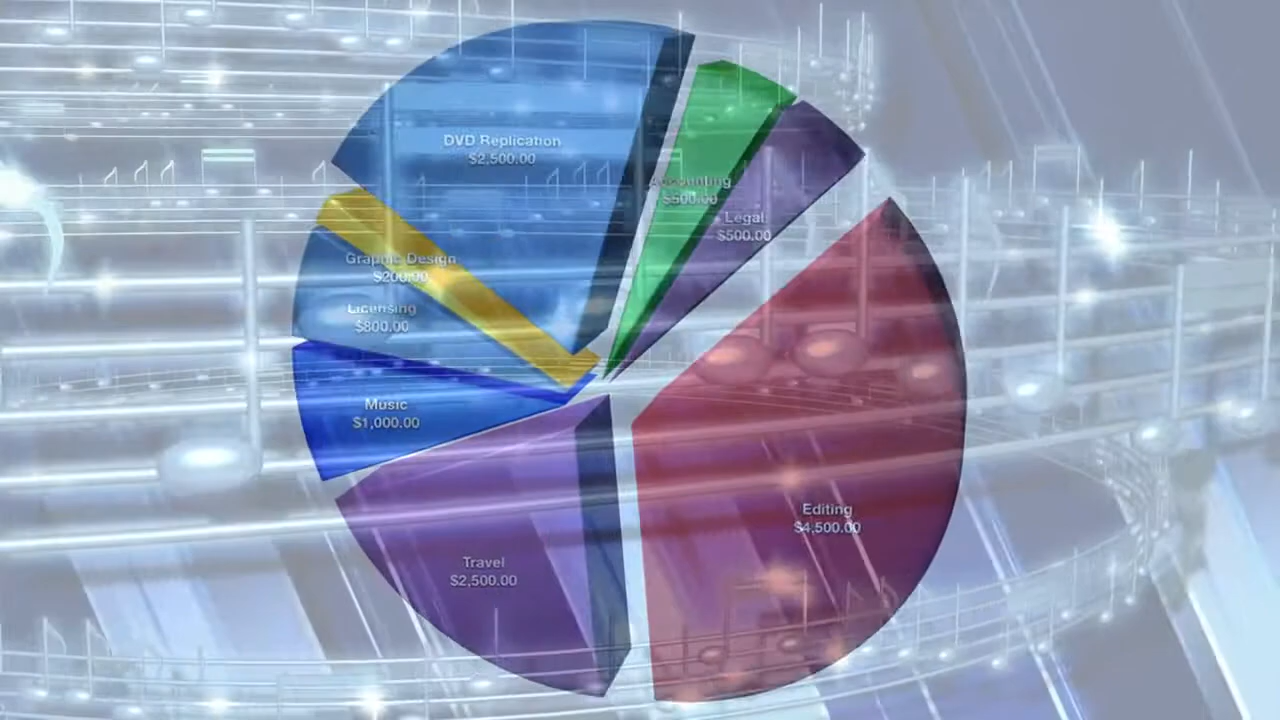 DVD Replication
$2,500.00
Accounting
$500.00
Legal
$500.00
Graphic Design
$200.00
Licensing
$800.00
Music
$1,000.00
Editing
$4,500.00
Travel
$2,500.00